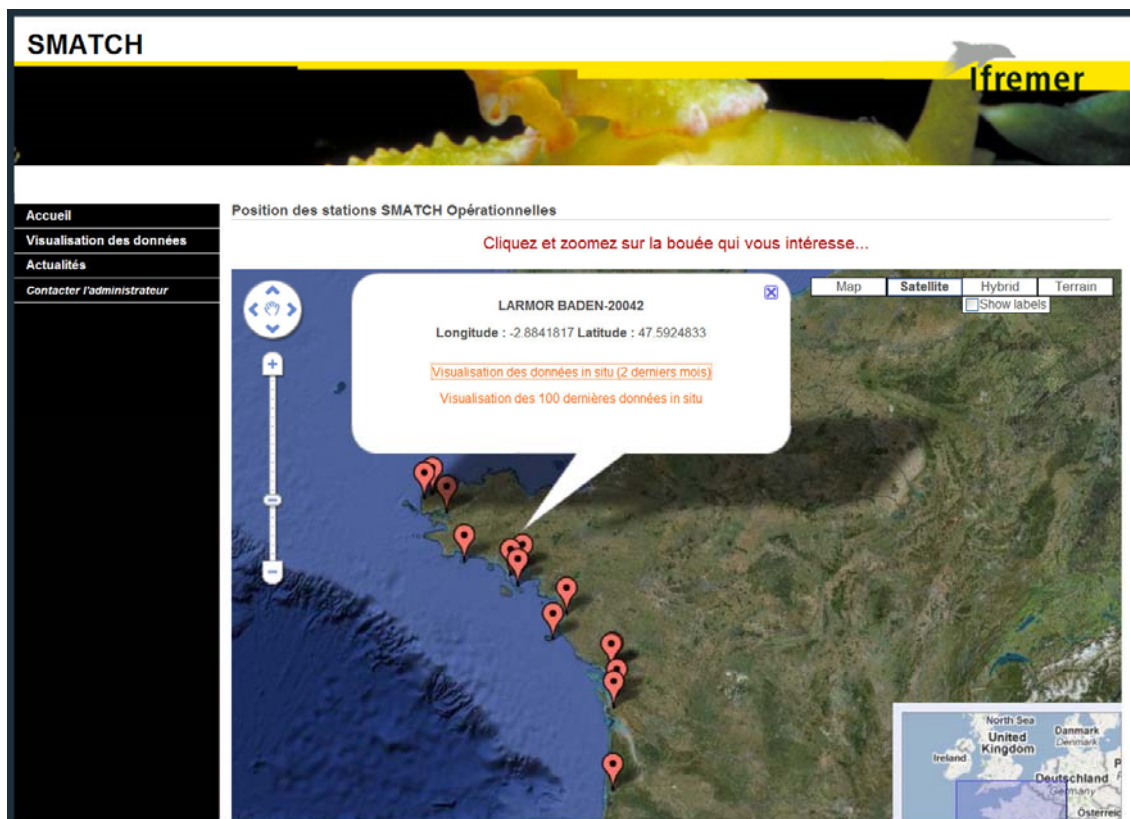 SMATCH
Ifremer
Accueil
Visualisation des données
Actualités
Contacter l'administrateur
Position des stations SMATCH Opérationnelles
Cliquez et zoomez sur la bouée qui vous intéresse...
Map Satellite Hybrid Terrain
Show labels
LARMOR BADEN-20042
Longitude : -2.8841817 Latitude : 47.5924833
Visualisation des données in situ (2 derniers mois)
Visualisation des 100 dernières données in situ
North Sea
United Kingdom
Danmark
Denmark
Ireland
Deutschland
Germany